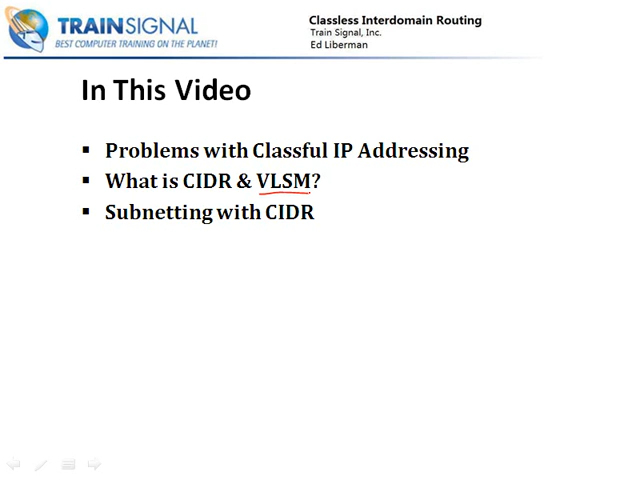 TRAINSIGNAL
BEST COMPUTER TRAINING ON THE PLANET!
Classless Interdomain Routing
Train Signal, Inc.
Ed Liberman
In This Video
▪ Problems with Classful IP Addressing
▪ What is CIDR & VLSM?
▪ Subnetting with CIDR